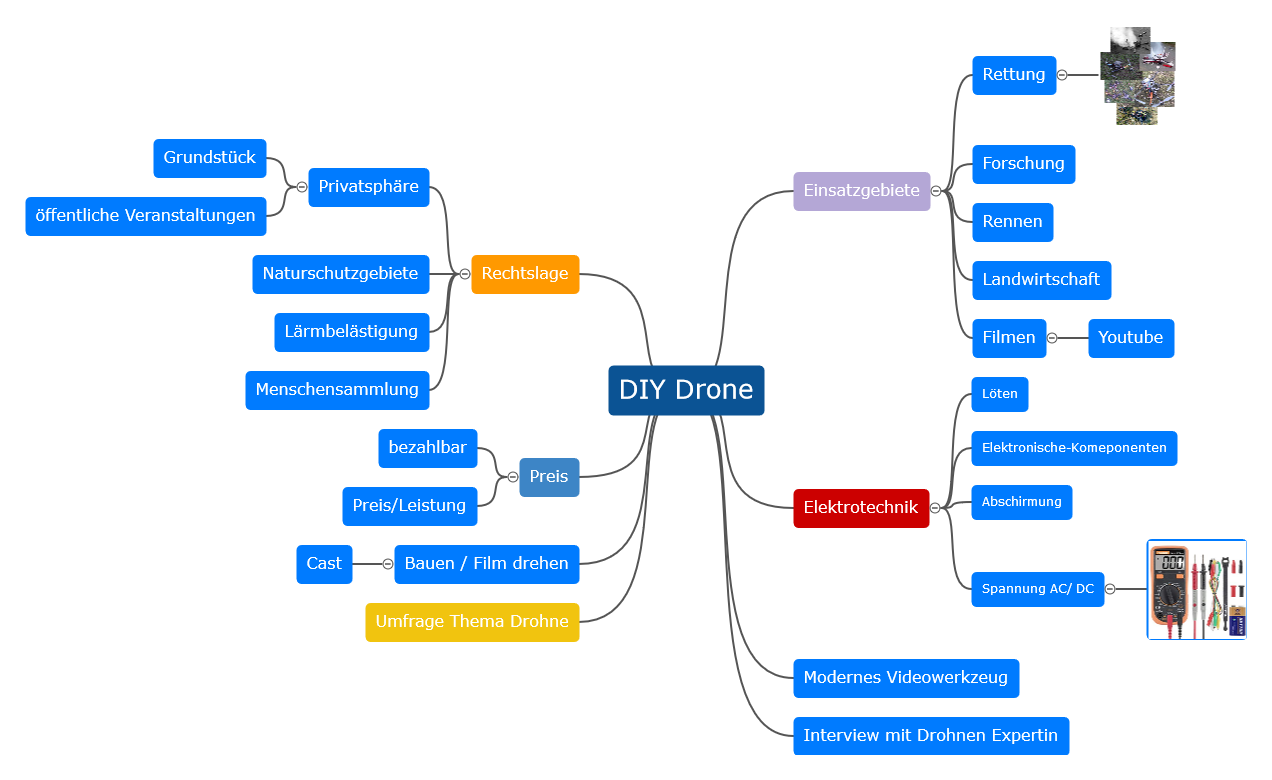 DIY Drone
Einsatzgebiete
Rettung
Forschung
Rennen
Landwirtschaft
Filmen
Youtube
Elektrotechnik
Löten
Elektronische-Komeponenten
Abschirmung
Spannung AC/ DC
Modernes Videowerkzeug
Interview mit Drohnen Expertin
Rechtslage
Privatsphäre
Grundstück
öffentliche Veranstaltungen
Naturschutzgebiete
Lärmbelästigung
Menschensammlung
Preis
bezahlbar
Preis/Leistung
Bauen / Film drehen
Cast
Umfrage Thema Drohne